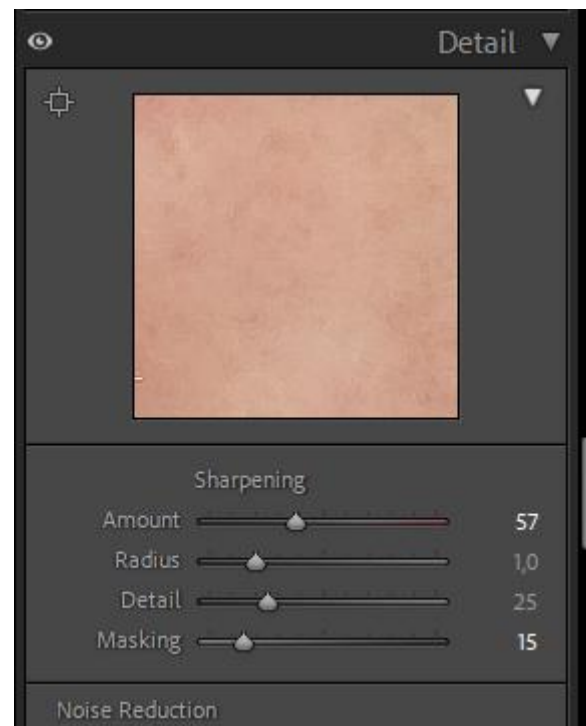 Detail
Sharpening
Amount 57
Radius 1,0
Detail 25
Masking 15
Noise Reduction